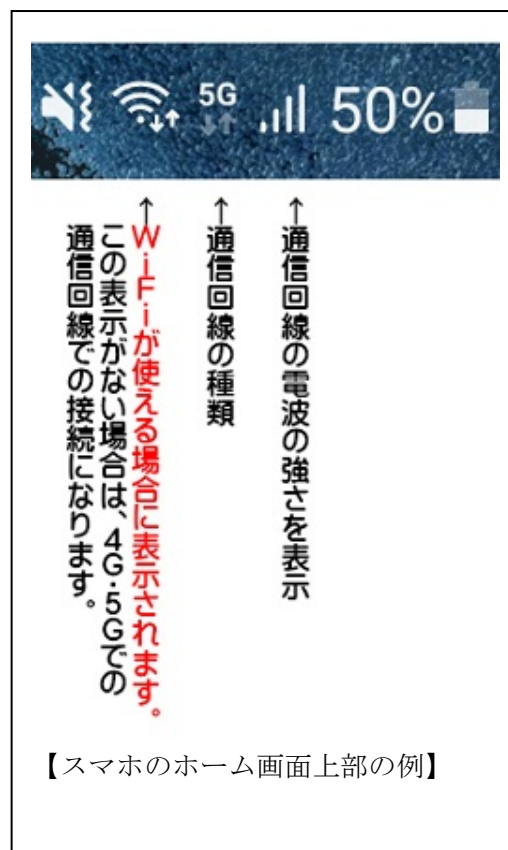 5G 50%
↑通信回線の電波の強さを表示
↑通信回線の種類
↑WiFiが使える場合に表示されます。
この表示がない場合は、4G・5Gでの
通信回線での接続になります。
【スマホのホーム画面上部の例】